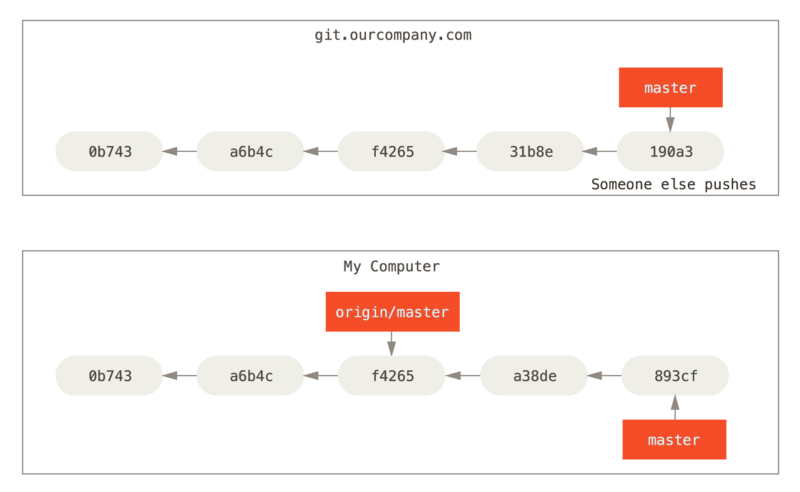 git.ourcompany.com
master
0b743
a6b4c
f4265
31b8e
190a3
Someone else pushes
My Computer
origin/master
0b743
a6b4c
f4265
a38de
893cf
master